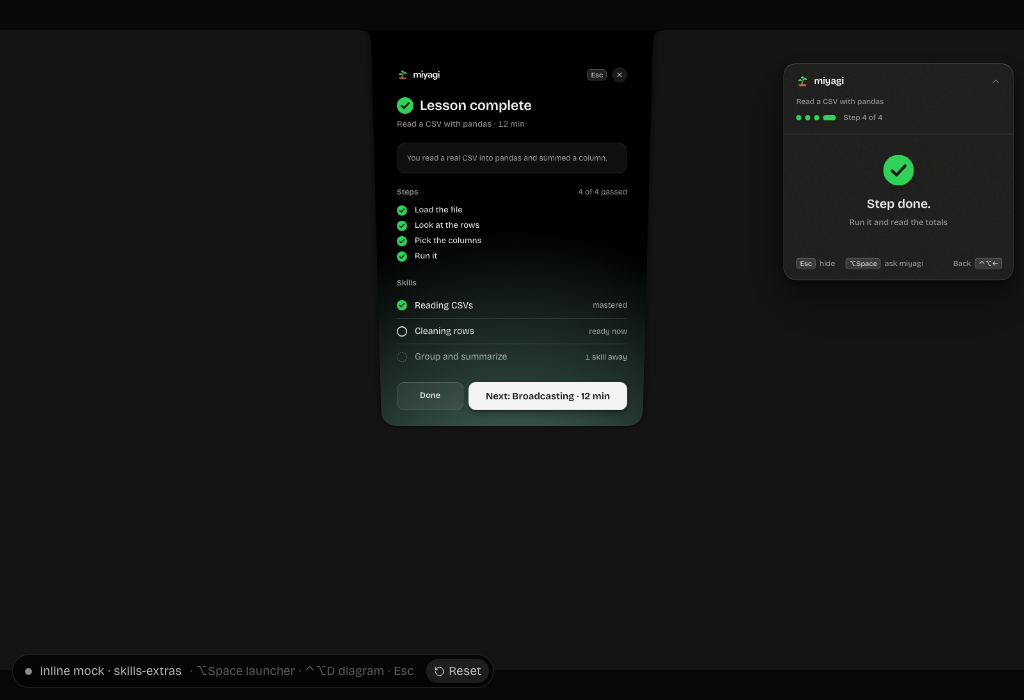 miyagi
Esc
Lesson complete
Read a CSV with pandas · 12 min
You read a real CSV into pandas and summed a column.
Steps 4 of 4 passed
Load the file
Look at the rows
Pick the columns
Run it
Skills
Reading CSVs mastered
Cleaning rows ready now
Group and summarize 1 skill away
Done
Next: Broadcasting · 12 min
miyagi
Read a CSV with pandas
Step 4 of 4
Step done.
Run it and read the totals
Esc hide ⌥Space ask miyagi Back ⌃⌥←
inline mock · skills-extras · ⌥Space launcher · ⌃⌥D diagram · Esc Reset